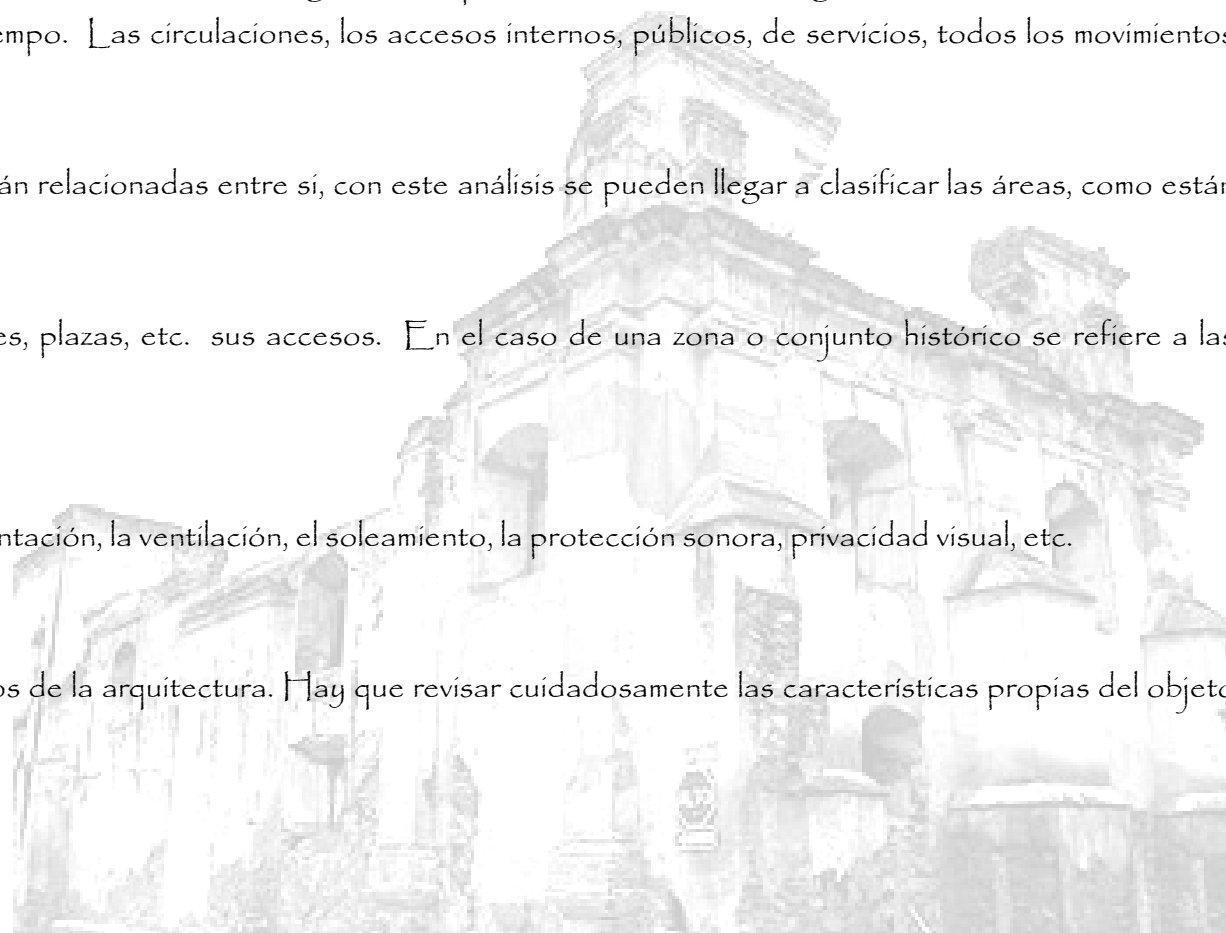 empo. Las circulaciones, los accesos internos, públicos, de servicios, todos los movimientos
án relacionadas entre si, con este análisis se pueden llegar a clasificar las áreas, como están
es, plazas, etc. sus accesos. En el caso de una zona o conjunto histórico se refiere a las
ntación, la ventilación, el soleamiento, la protección sonora, privacidad visual, etc.
os de la arquitectura. Hay que revisar cuidadosamente las características propias del objeto